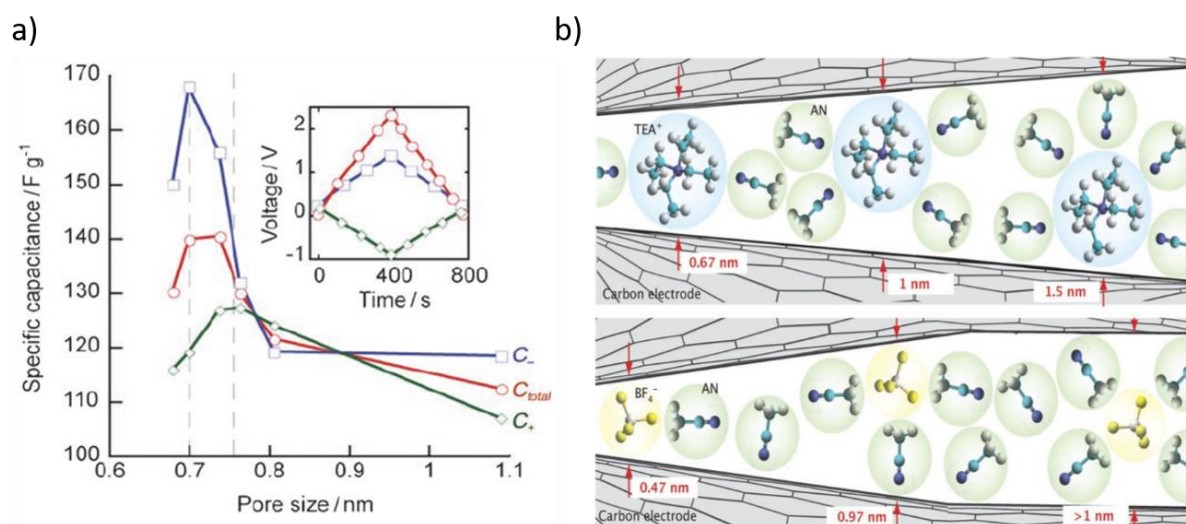 a)
b)
170
160
150
140
130
120
110
100
90
80
0.6
0.7
0.8
0.9
1
1.1
Specific capacitance / F g⁻¹
Pore size / nm
C₋
C_total
C₊
2
1
0
-1
0
400
800
Voltage / V
Time / s
TEA⁺
AN
0.67 nm
1 nm
1.5 nm
Carbon electrode
BF₄⁻
AN
0.47 nm
0.97 nm
>1 nm
Carbon electrode